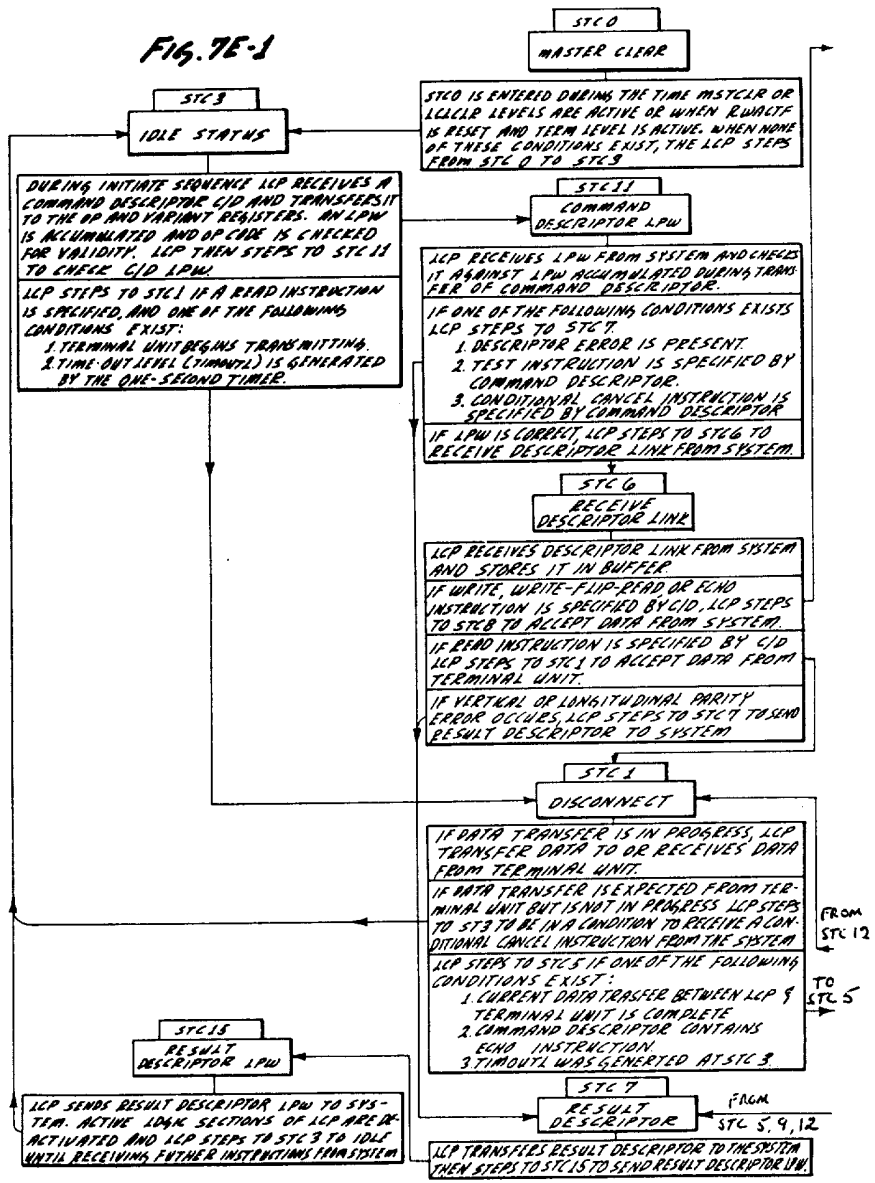 FIG. 7E-1
STC 0
MASTER CLEAR
STC0 IS ENTERED DURING THE TIME MSTCLR OR
LCLCLR LEVELS ARE ACTIVE OR WHEN RWACTF
IS RESET AND TERM LEVEL IS ACTIVE. WHEN NONE
OF THESE CONDITIONS EXIST, THE LCP STEPS
FROM STC 0 TO STC 3
STC 3
IDLE STATUS
DURING INITIATE SEQUENCE LCP RECEIVES A
COMMAND DESCRIPTOR C/D AND TRANSFERS IT
TO THE OP AND VARIANT REGISTERS. AN LPW
IS ACCUMULATED AND OP CODE IS CHECKED
FOR VALIDITY. LCP THEN STEPS TO STC 11
TO CHECK C/D LPW.
LCP STEPS TO STC 1 IF A READ INSTRUCTION
IS SPECIFIED, AND ONE OF THE FOLLOWING
CONDITIONS EXIST:
1. TERMINAL UNIT BEGINS TRANSMITTING.
2. TIME-OUT LEVEL (TIMOUTL) IS GENERATED
BY THE ONE-SECOND TIMER.
STC 11
COMMAND
DESCRIPTOR LPW
LCP RECEIVES LPW FROM SYSTEM AND CHECKS
IT AGAINST LPW ACCUMULATED DURING TRANS-
FER OF COMMAND DESCRIPTOR.
IF ONE OF THE FOLLOWING CONDITIONS EXISTS
LCP STEPS TO STC 7.
1. DESCRIPTOR ERROR IS PRESENT.
2. TEST INSTRUCTION IS SPECIFIED BY
COMMAND DESCRIPTOR.
3. CONDITIONAL CANCEL INSTRUCTION IS
SPECIFIED BY COMMAND DESCRIPTOR
IF LPW IS CORRECT, LCP STEPS TO STC6 TO
RECEIVE DESCRIPTOR LINK FROM SYSTEM.
STC 6
RECEIVE
DESCRIPTOR LINK
LCP RECEIVES DESCRIPTOR LINK FROM SYSTEM
AND STORES IT IN BUFFER.
IF WRITE, WRITE-FLIP-READ, OR ECHO
INSTRUCTION IS SPECIFIED BY C/D, LCP STEPS
TO STC8 TO ACCEPT DATA FROM SYSTEM.
IF READ INSTRUCTION IS SPECIFIED BY C/D
LCP STEPS TO STC 1 TO ACCEPT DATA FROM
TERMINAL UNIT.
IF VERTICAL OR LONGITUDINAL PARITY
ERROR OCCURS, LCP STEPS TO STC 7 TO SEND
RESULT DESCRIPTOR TO SYSTEM
STC 1
DISCONNECT
IF DATA TRANSFER IS IN PROGRESS, LCP
TRANSFER DATA TO OR RECEIVES DATA
FROM TERMINAL UNIT.
IF DATA TRANSFER IS EXPECTED FROM TER-
MINAL UNIT BUT IS NOT IN PROGRESS LCP STEPS
TO ST3 TO BE IN A CONDITION TO RECEIVE A CON-
DITIONAL CANCEL INSTRUCTION FROM THE SYSTEM
LCP STEPS TO STC 5 IF ONE OF THE FOLLOWING
CONDITIONS EXIST:
1. CURRENT DATA TRASFER BETWEEN LCP &
TERMINAL UNIT IS COMPLETE
2. COMMAND DESCRIPTOR CONTAINS
ECHO INSTRUCTION.
3. TIMOUTL WAS GENERTED AT STC 3.
FROM
STC 12
TO
STC 5
STC 15
RESULT
DESCRIPTOR LPW
LCP SENDS RESULT DESCRIPTOR LPW TO SYS-
TEM. ACTIVE LOGIC SECTIONS OF LCP ARE DE-
ACTIVATED AND LCP STEPS TO STC 3 TO IDLE
UNTIL RECEIVING FUTHER INSTRUCTIONS FROM SYSTEM
STC 7
RESULT
DESCRIPTOR
FROM
STC 5, 9, 12
LCP TRANSFERS RESULT DESCRIPTOR TO THE SYSTEM
THEN STEPS TO STC 15 TO SEND RESULT DESCRIPTOR LPW.